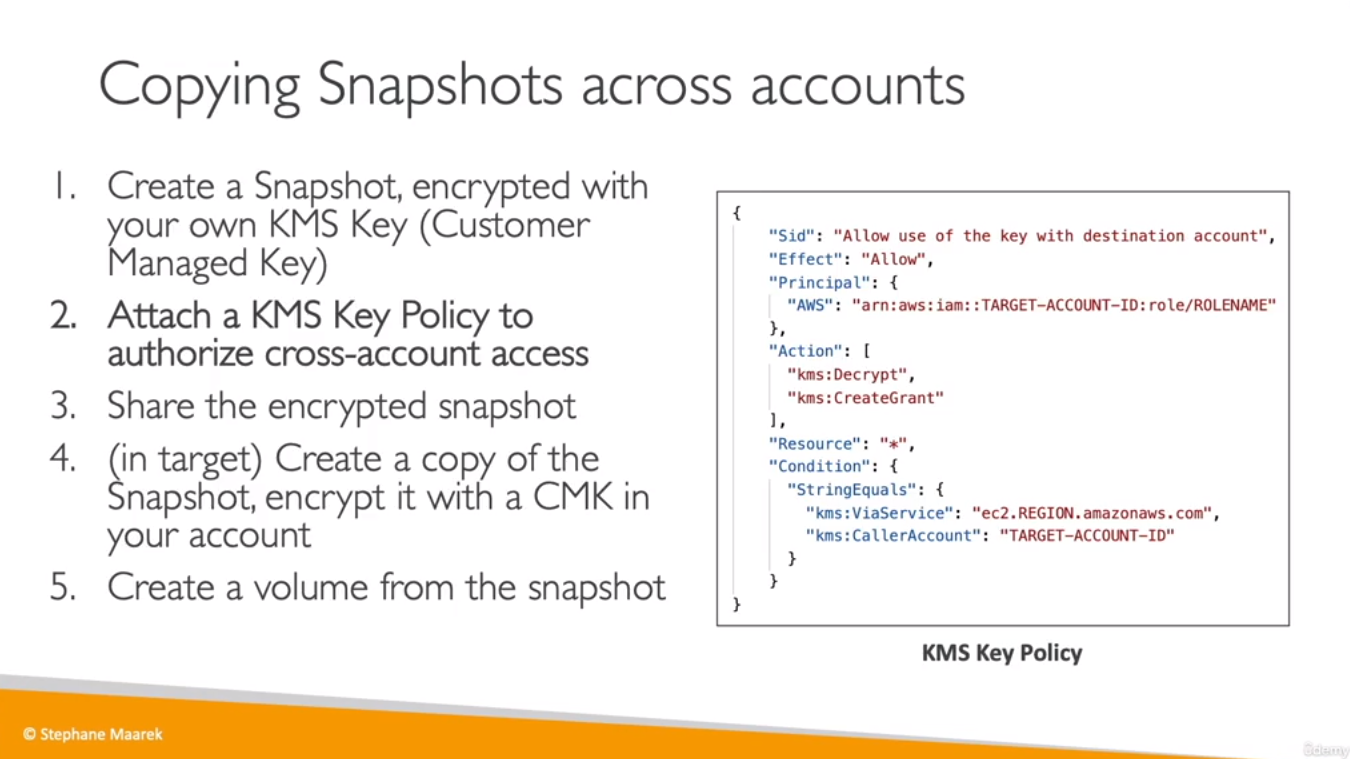 Copying Snapshots across accounts
1. Create a Snapshot, encrypted with
your own KMS Key (Customer
Managed Key)
2. Attach a KMS Key Policy to
authorize cross-account access
3. Share the encrypted snapshot
4. (in target) Create a copy of the
Snapshot, encrypt it with a CMK in
your account
5. Create a volume from the snapshot
{
"Sid": "Allow use of the key with destination account",
"Effect": "Allow",
"Principal": {
"AWS": "arn:aws:iam::TARGET-ACCOUNT-ID:role/ROLENAME"
},
"Action": [
"kms:Decrypt",
"kms:CreateGrant"
],
"Resource": "*",
"Condition": {
"StringEquals": {
"kms:ViaService": "ec2.REGION.amazonaws.com",
"kms:CallerAccount": "TARGET-ACCOUNT-ID"
}
}
}
KMS Key Policy
© Stephane Maarek
ûdemy